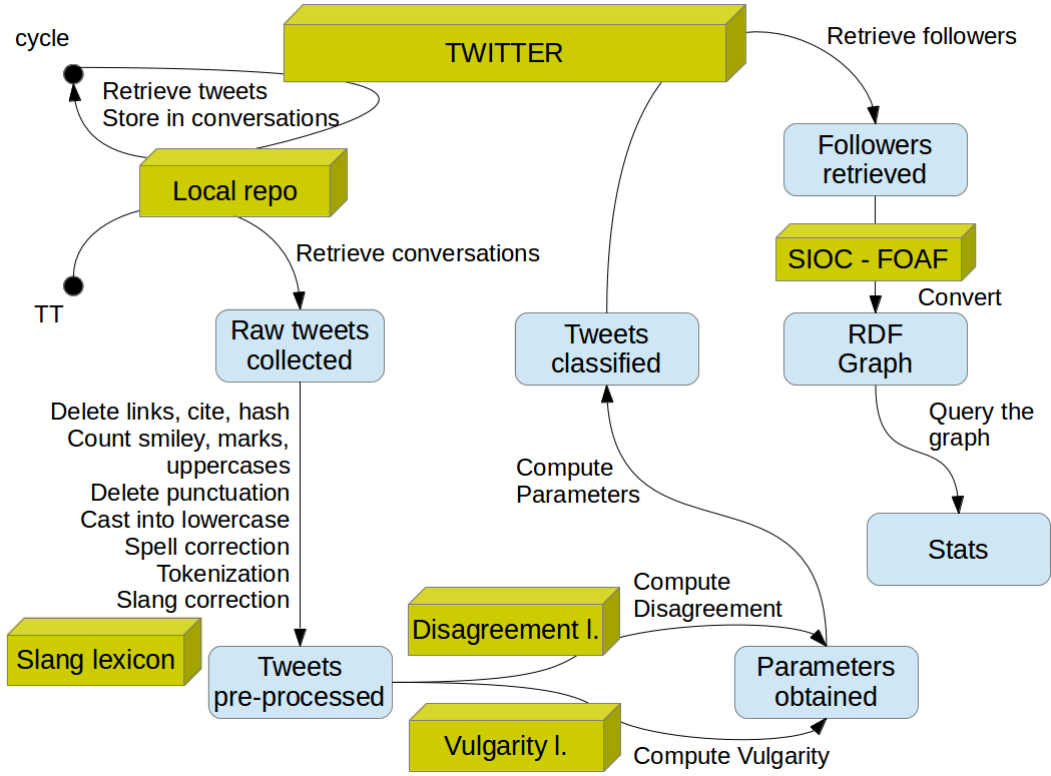 cycle
TWITTER
Retrieve followers
Retrieve tweets
Store in conversations
Followers
retrieved
Local repo
Retrieve conversations
SIOC - FOAF
Convert
TT
Raw tweets
collected
Tweets
classified
RDF
Graph
Delete links, cite, hash
Count smiley, marks,
uppercases
Delete punctuation
Cast into lowercase
Spell correction
Tokenization
Slang correction
Query the
graph
Compute
Parameters
Stats
Compute
Disagreement
Disagreement l.
Slang lexicon
Tweets
pre-processed
Parameters
obtained
Vulgarity l.
Compute Vulgarity